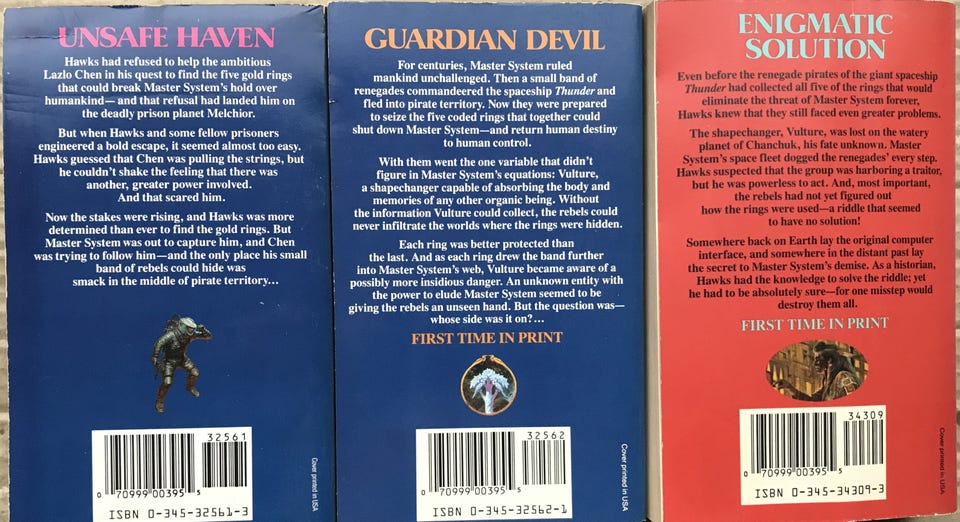 UNSAFE HAVEN
Hawks had refused to help the ambitious
Lazlo Chen in his quest to find the five gold rings
that could break Master System's hold over
humankind—and that refusal had landed him on
the deadly prison planet Melchior.
But when Hawks and some fellow prisoners
engineered a bold escape, it seemed almost too easy.
Hawks guessed that Chen was pulling the strings, but
he couldn't shake the feeling that there was
another, greater power involved.
And that scared him.
Now the stakes were rising, and Hawks was more
determined than ever to find the gold rings. But
Master System was out to capture him, and Chen
was trying to follow him—and the only place his small
band of rebels could hide was
smack in the middle of pirate territory...
32561
0 70999 00395 5
ISBN 0-345-32561-3
Cover printed in USA
GUARDIAN DEVIL
For centuries, Master System ruled
mankind unchallenged. Then a small band of
renegades commandeered the spaceship Thunder and
fled into pirate territory. Now they were prepared
to seize the five coded rings that together could
shut down Master System—and return human destiny
to human control.
With them went the one variable that didn't
figure in Master System's equations: Vulture,
a shapechanger capable of absorbing the body and
memories of any other organic being. Without
the information Vulture could collect, the rebels could
never infiltrate the worlds where the rings were hidden.
Each ring was better protected than
the last. And as each ring drew the band further
into Master System's web, Vulture became aware of a
possibly more insidious danger. An unknown entity with
the power to elude Master System seemed to be
giving the rebels an unseen hand. But the question was—
whose side was it on?...
FIRST TIME IN PRINT
32562
0 70999 00395 5
ISBN 0-345-32562-1
Cover printed in USA
ENIGMATIC
SOLUTION
Even before the renegade pirates of the giant spaceship
Thunder had collected all five of the rings that would
eliminate the threat of Master System forever,
Hawks knew that they still faced even greater problems.
The shapechanger, Vulture, was lost on the watery
planet of Chanchuk, his fate unknown. Master
System's space fleet dogged the renegades' every step.
Hawks suspected that the group was harboring a traitor,
but he was powerless to act. And, most important,
the rebels had not yet figured out
how the rings were used—a riddle that seemed
to have no solution!
Somewhere back on Earth lay the original computer
interface, and somewhere in the distant past lay
the secret to Master System's demise. As a historian,
Hawks had the knowledge to solve the riddle; yet
he had to be absolutely sure—for one misstep would
destroy them all.
FIRST TIME IN PRINT
34309
0 70999 00395 5
ISBN 0-345-34309-3
Cover printed in USA